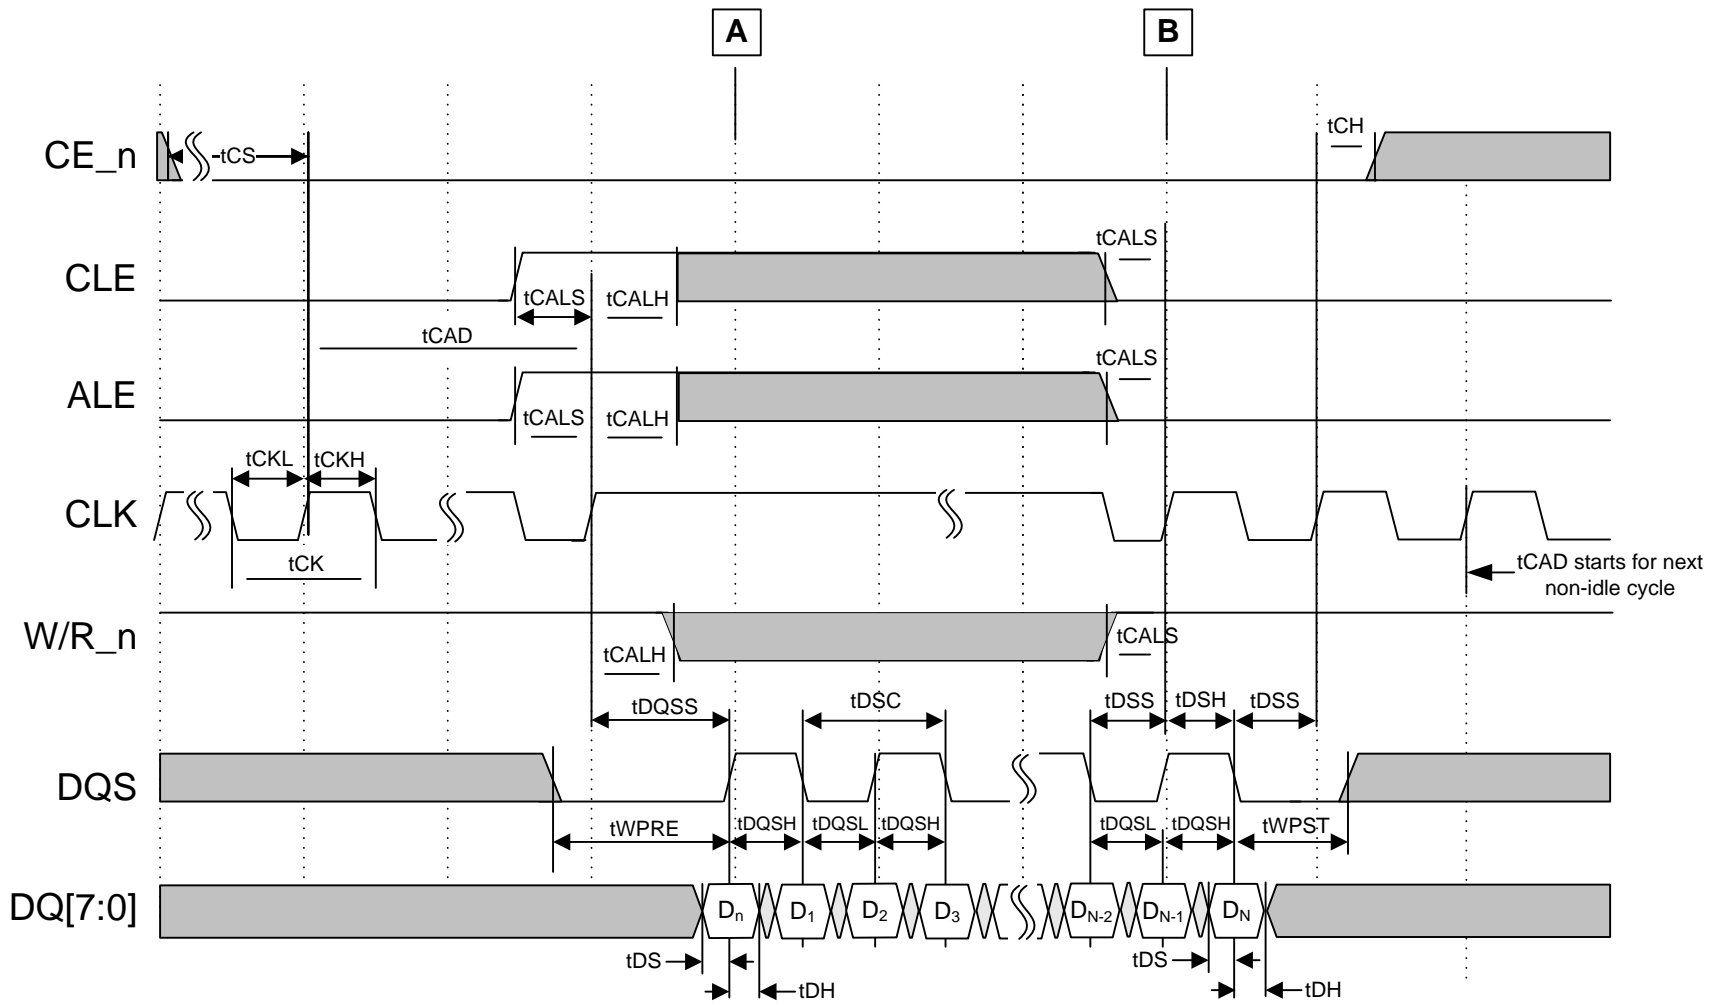 A
B
CE_n
tCS
tCH
CLE
tCALS
tCALS
tCALH
tCAD
ALE
tCALS
tCALS
tCALH
tCKL
tCKH
CLK
tCK
tCAD starts for next
non-idle cycle
W/R_n
tCALH
tCALS
tDQSS
tDSC
tDSS
tDSH
tDSS
DQS
tWPRE
tDQSH
tDQSL
tDQSH
tDQSL
tDQSH
tWPST
DQ[7:0]
Dn
D1
D2
D3
DN-2
DN-1
DN
tDS
tDS
tDH
tDH